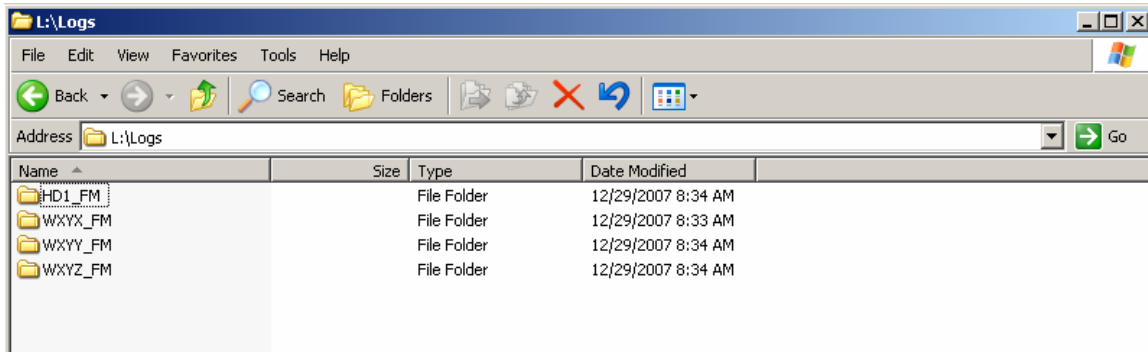 L:\Logs
File Edit View Favorites Tools Help
Back Search Folders
Address L:\Logs Go
Name Size Type Date Modified
HD1_FM File Folder 12/29/2007 8:34 AM
WXYX_FM File Folder 12/29/2007 8:33 AM
WXYY_FM File Folder 12/29/2007 8:34 AM
WXYZ_FM File Folder 12/29/2007 8:34 AM